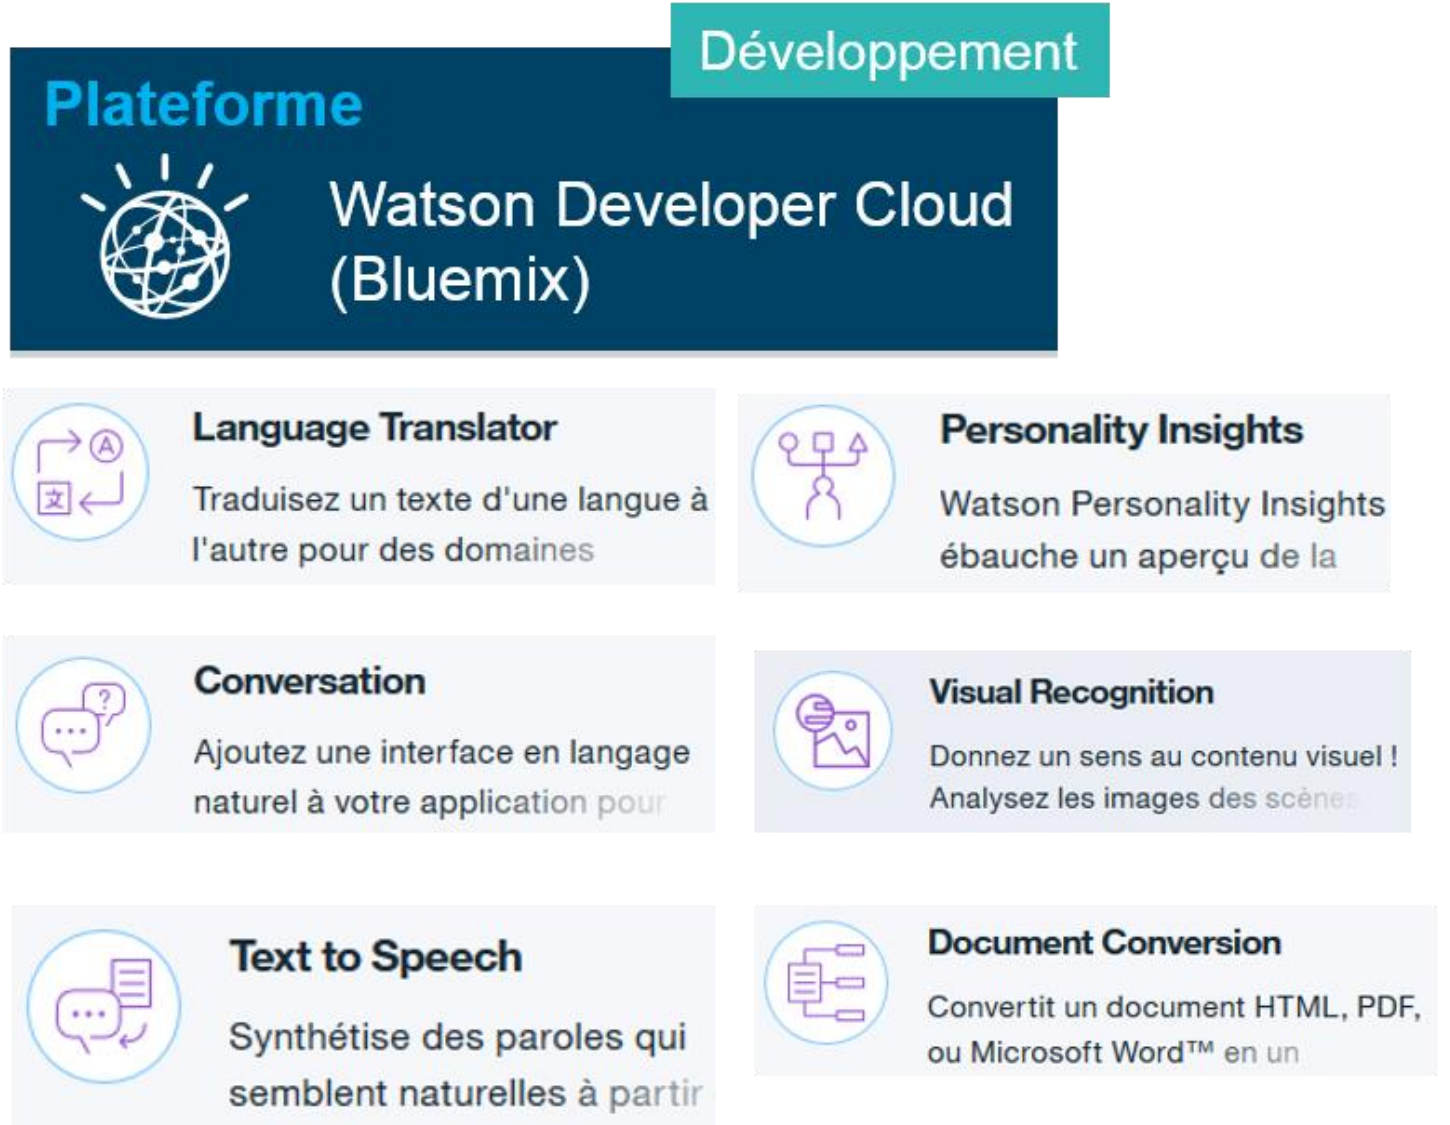 Développement
Plateforme
Watson Developer Cloud
(Bluemix)
A
文
Language Translator
Traduisez un texte d'une langue à
l'autre pour des domaines
Personality Insights
Watson Personality Insights
ébauche un aperçu de la
?
Conversation
Ajoutez une interface en langage
naturel à votre application pour
Visual Recognition
Donnez un sens au contenu visuel !
Analysez les images des scènes
Text to Speech
Synthétise des paroles qui
semblent naturelles à partir
Document Conversion
Convertit un document HTML, PDF,
ou Microsoft Word™ en un